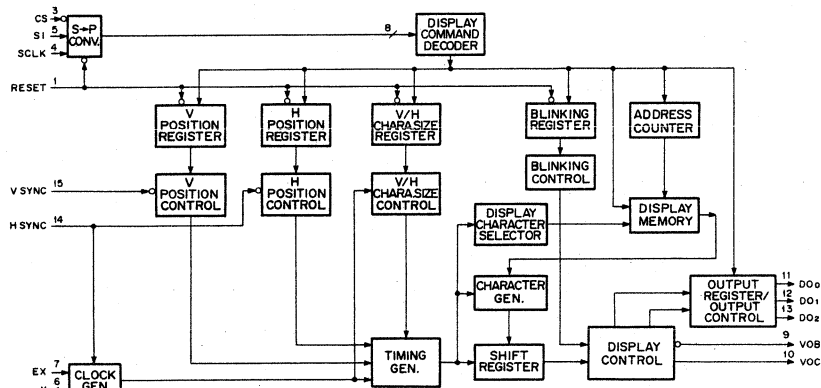 3
CS
5
SI
4
SCLK
S→P
CONV.
8
DISPLAY
COMMAND
DECODER
RESET
1
V
POSITION
REGISTER
H
POSITION
REGISTER
V/H
CHARA.SIZE
REGISTER
BLINKING
REGISTER
ADDRESS
COUNTER
V SYNC
15
V
POSITION
CONTROL
H
POSITION
CONTROL
V/H
CHARA.SIZE
CONTROL
BLINKING
CONTROL
H SYNC
14
DISPLAY
CHARACTER
SELECTOR
DISPLAY
MEMORY
CHARACTER
GEN.
OUTPUT
REGISTER/
OUTPUT
CONTROL
11
DO0
12
DO1
13
DO2
TIMING
GEN.
SHIFT
REGISTER
DISPLAY
CONTROL
9
VOB
10
VOC
EX
7
6
CLOCK
GEN.